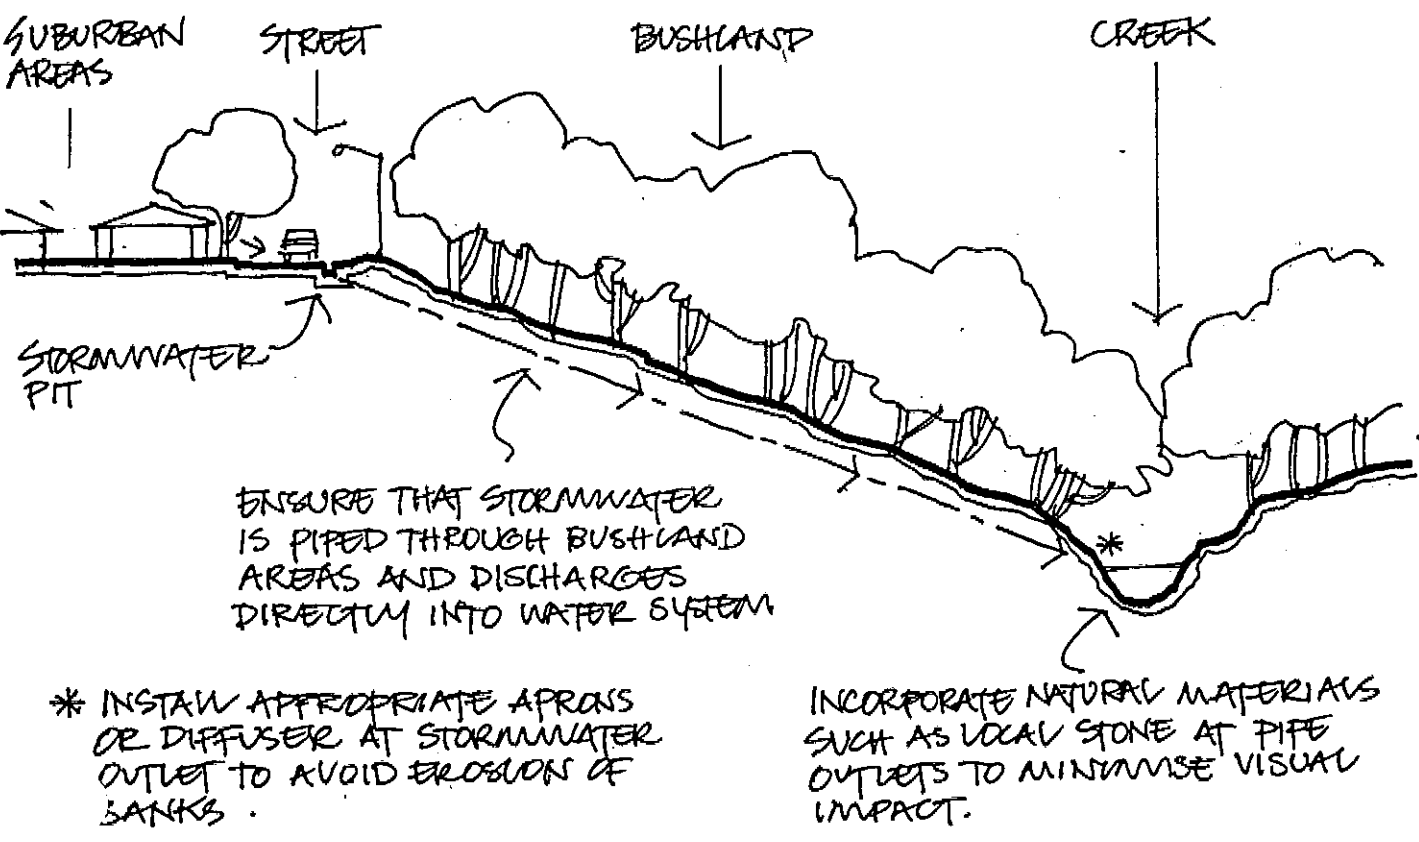 SUBURBAN
AREAS
STREET
BUSHLAND
CREEK
STORMWATER
PIT
ENSURE THAT STORMWATER
IS PIPED THROUGH BUSHLAND
AREAS AND DISCHARGES
DIRECTLY INTO WATER SYSTEM
* INSTALL APPROPRIATE APRONS
OR DIFFUSER AT STORMWATER
OUTLET TO AVOID EROSION OF
BANKS.
*
INCORPORATE NATURAL MATERIALS
SUCH AS LOCAL STONE AT PIPE
OUTLETS TO MINIMISE VISUAL
IMPACT.